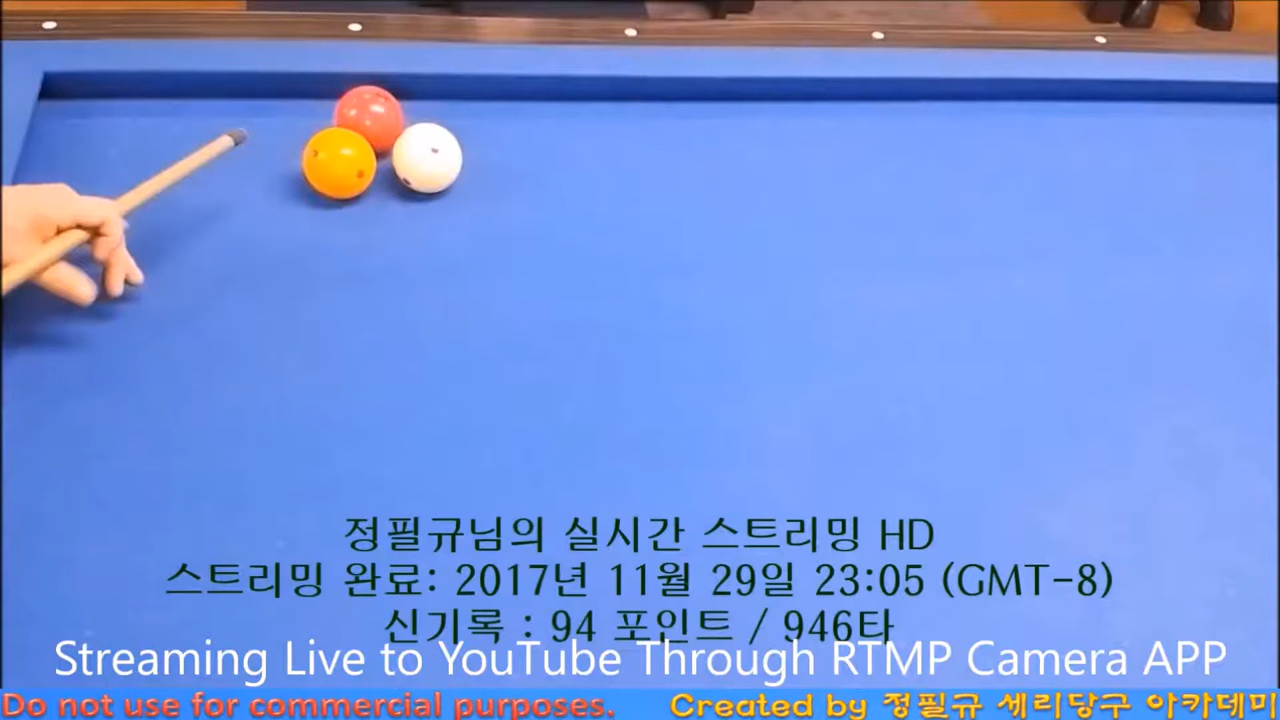 정필규님의 실시간 스트리밍 HD
스트리밍 완료: 2017년 11월 29일 23:05 (GMT-8)
신기록 : 94 포인트 / 946타
Streaming Live to YouTube Through RTMP Camera APP
Do not use for commercial purposes. Created by 정필규 세리당구 아카데미